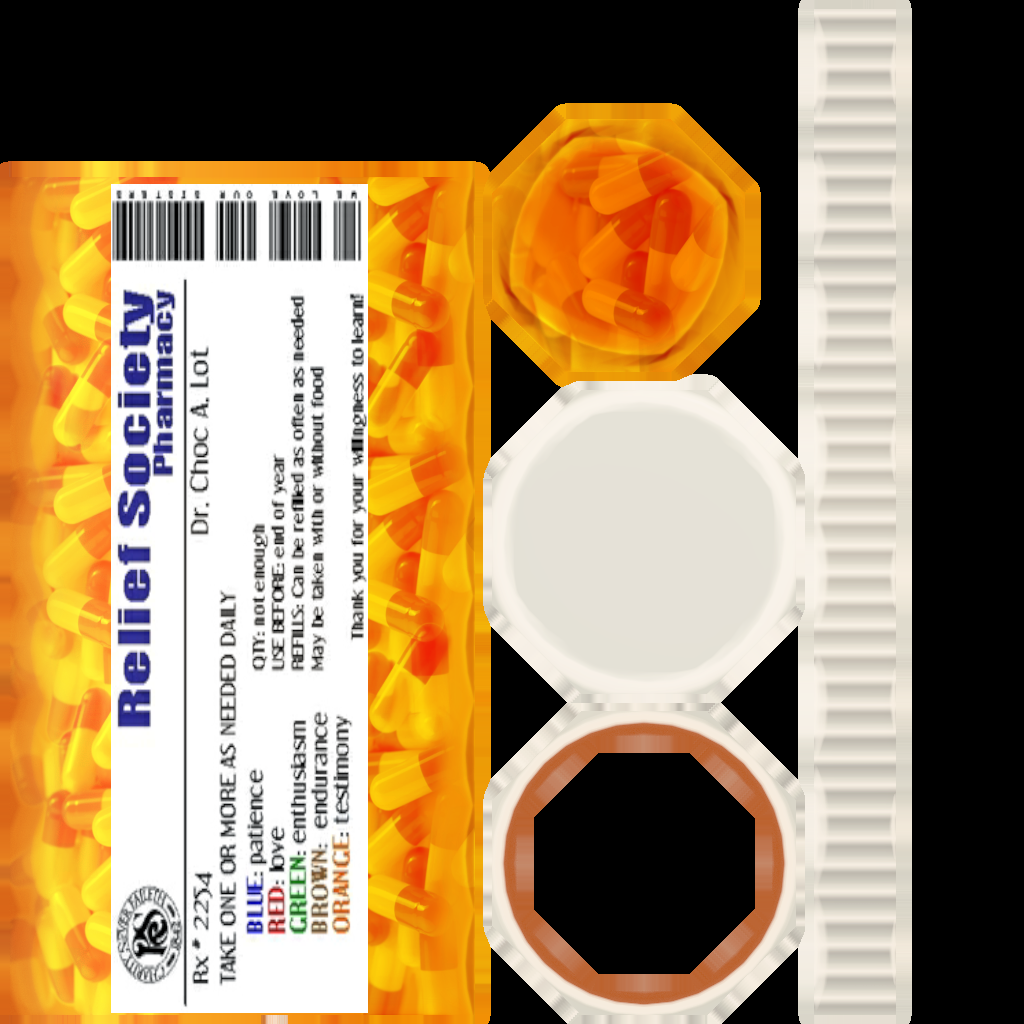 Relief Society
Pharmacy
Rx # 2254
Dr. Choc A. Lot
TAKE ONE OR MORE AS NEEDED DAILY
BLUE: patience
RED: love
GREEN: enthusiasm
BROWN: endurance
ORANGE: testimony
QTY: not enough
USE BEFORE: end of year
REFILLS: Can be refilled as often as needed
May be taken with or without food
Thank you for your willingness to learn!
WE LOVE OUR SISTERS